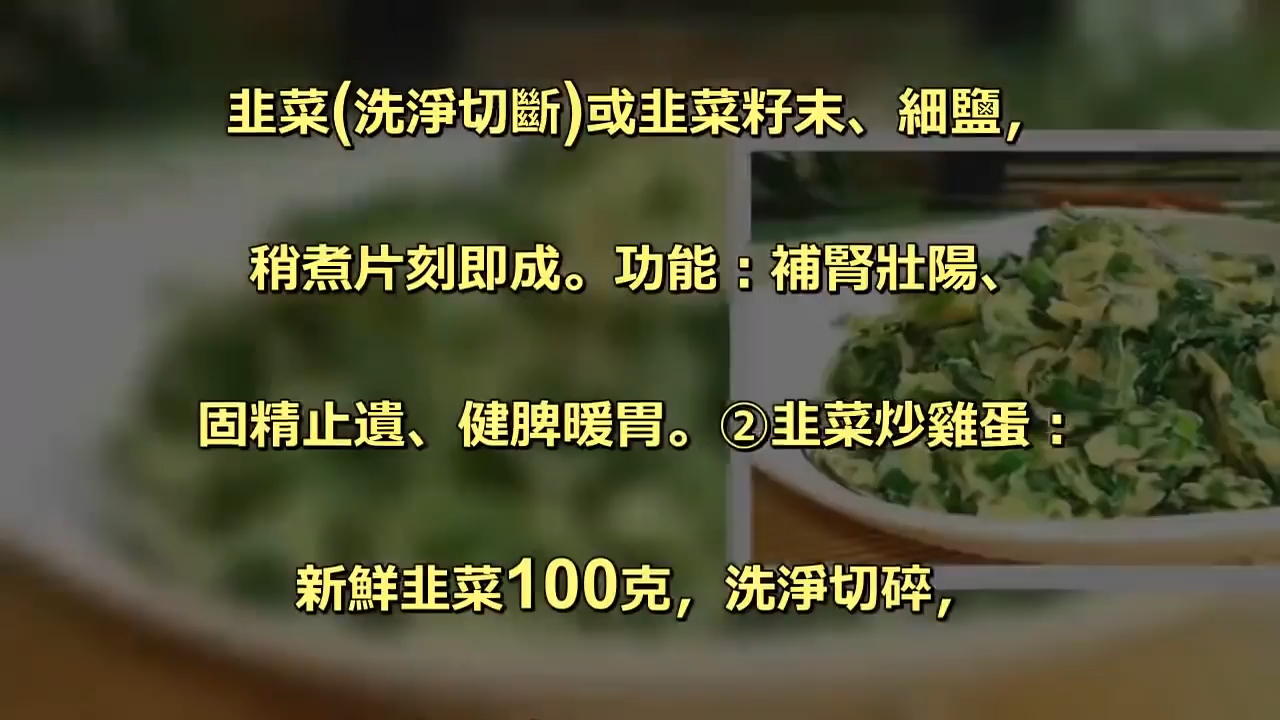 韭菜(洗淨切斷)或韭菜籽末、細鹽,
稍煮片刻即成。功能：補腎壯陽、
固精止遺、健脾暖胃。②韭菜炒雞蛋：
新鮮韭菜100克，洗淨切碎,